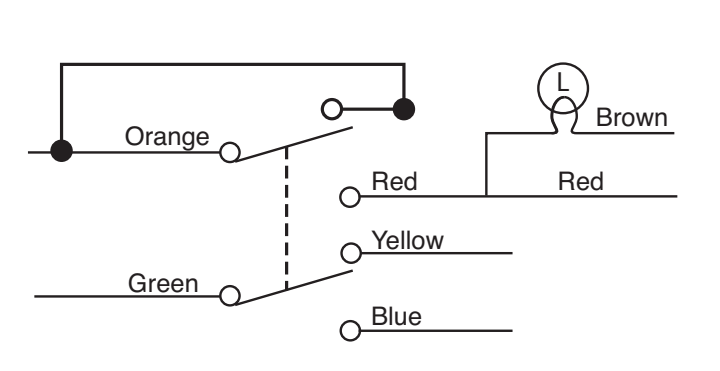 L
Brown
Orange
Red
Red
Yellow
Green
Blue